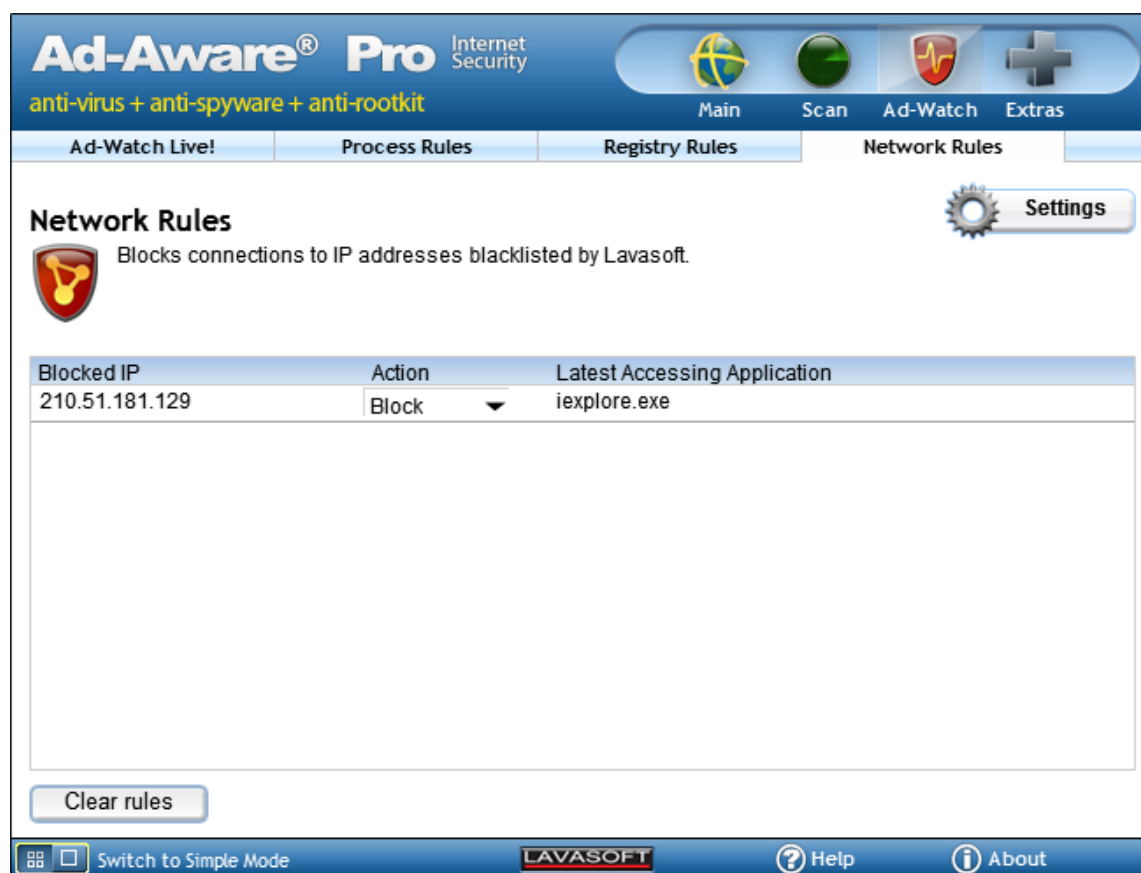 Ad-Aware® Pro Internet Security
anti-virus + anti-spyware + anti-rootkit
Main Scan Ad-Watch Extras
Ad-Watch Live! Process Rules Registry Rules Network Rules
Settings
Network Rules
Blocks connections to IP addresses blacklisted by Lavasoft.
Blocked IP Action Latest Accessing Application
210.51.181.129 Block iexplore.exe
Clear rules
Switch to Simple Mode LAVASOFT Help About